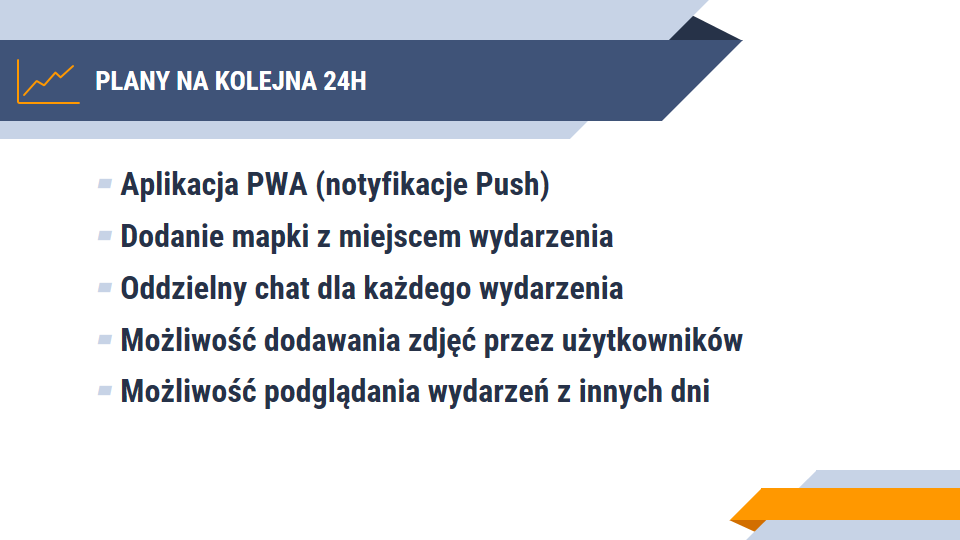 PLANY NA KOLEJNA 24H
Aplikacja PWA (notyfikacje Push)
Dodanie mapki z miejscem wydarzenia
Oddzielny chat dla każdego wydarzenia
Możliwość dodawania zdjęć przez użytkowników
Możliwość podglądania wydarzeń z innych dni